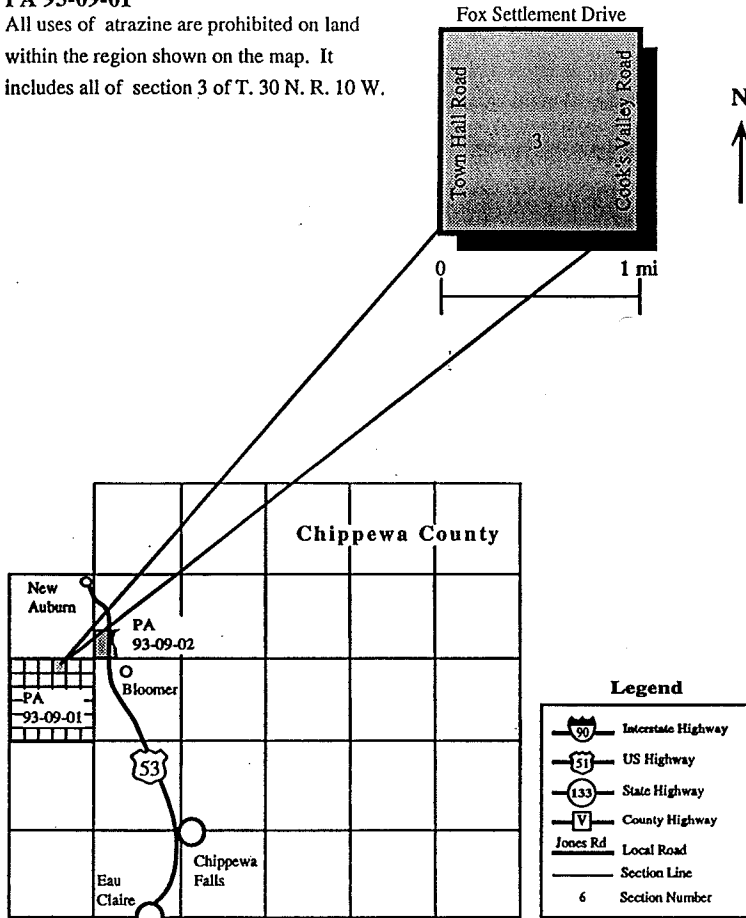 PA 93-09-01
All uses of atrazine are prohibited on land
within the region shown on the map. It
includes all of section 3 of T. 30 N. R. 10 W.
Fox Settlement Drive
Town Hall Road
3
Cook's Valley Road
N
0
1 mi
Chippewa County
New
Auburn
PA
93-09-02
Bloomer
PA
93-09-01
53
Chippewa
Falls
Eau
Claire
Legend
90 Interstate Highway
51 US Highway
133 State Highway
V County Highway
Jones Rd Local Road
Section Line
6 Section Number